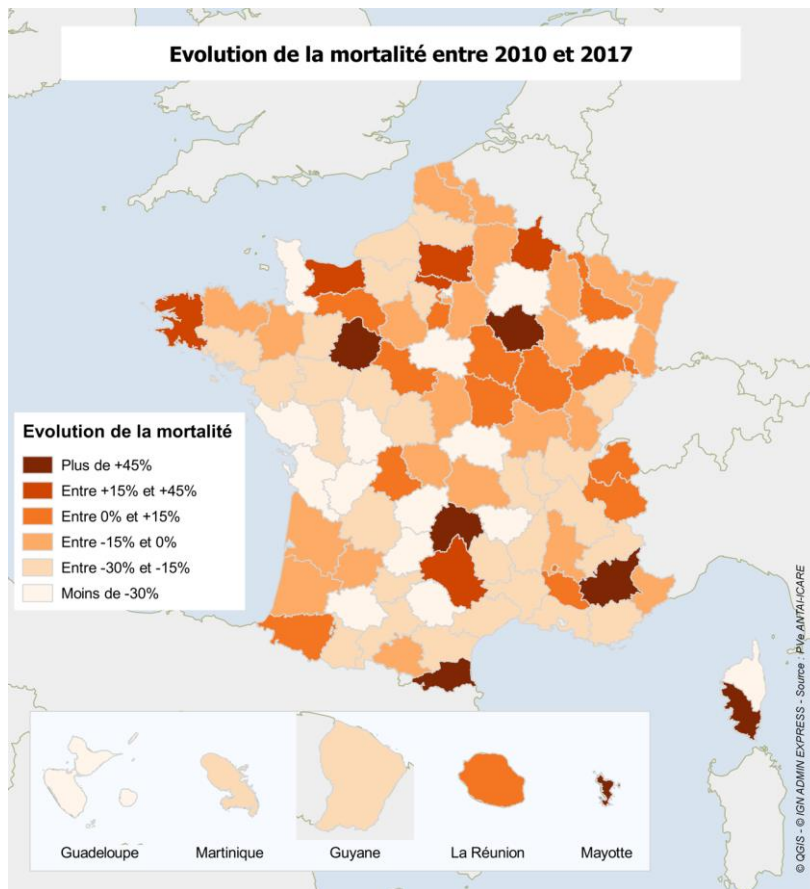 Evolution de la mortalité entre 2010 et 2017
Evolution de la mortalité
Plus de +45%
Entre +15% et +45%
Entre 0% et +15%
Entre -15% et 0%
Entre -30% et -15%
Moins de -30%
Guadeloupe
Martinique
Guyane
La Réunion
Mayotte
© QGIS - © IGN ADMIN EXPRESS - Source : PVe ANTAI-ICARE